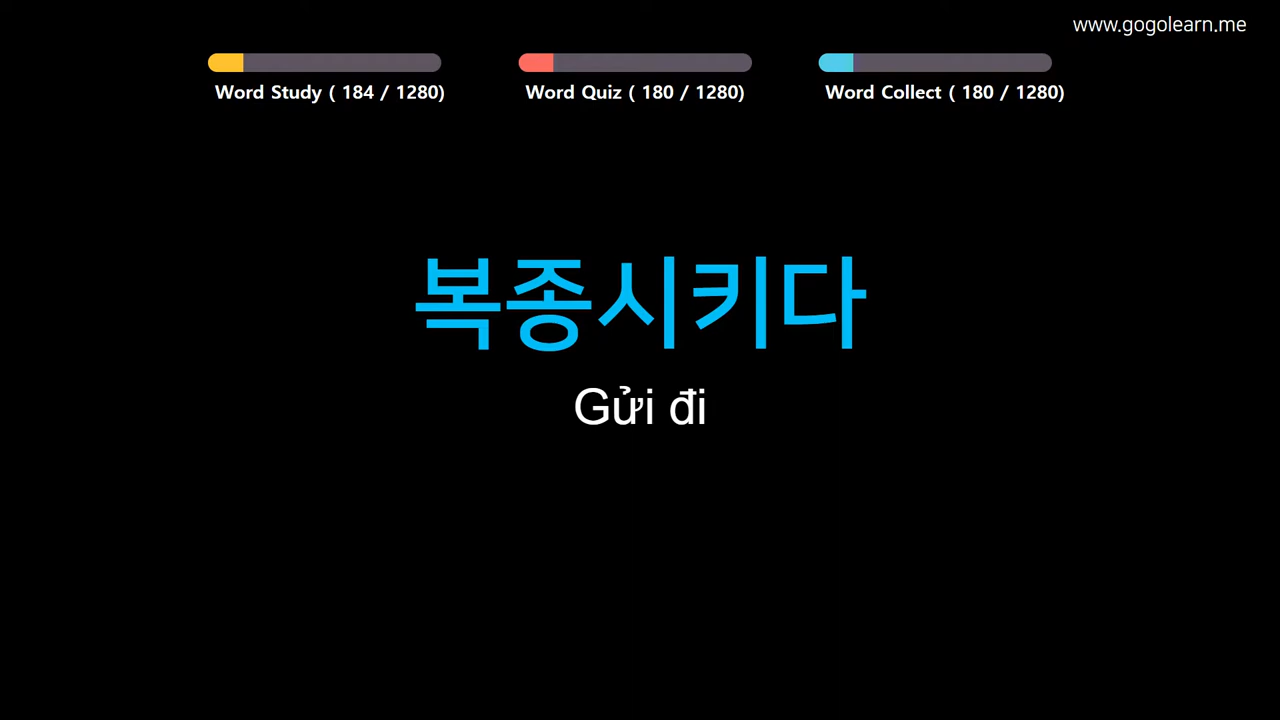 www.gogolearn.me
Word Study ( 184 / 1280)
Word Quiz ( 180 / 1280)
Word Collect ( 180 / 1280)
복종시키다
Gửi đi